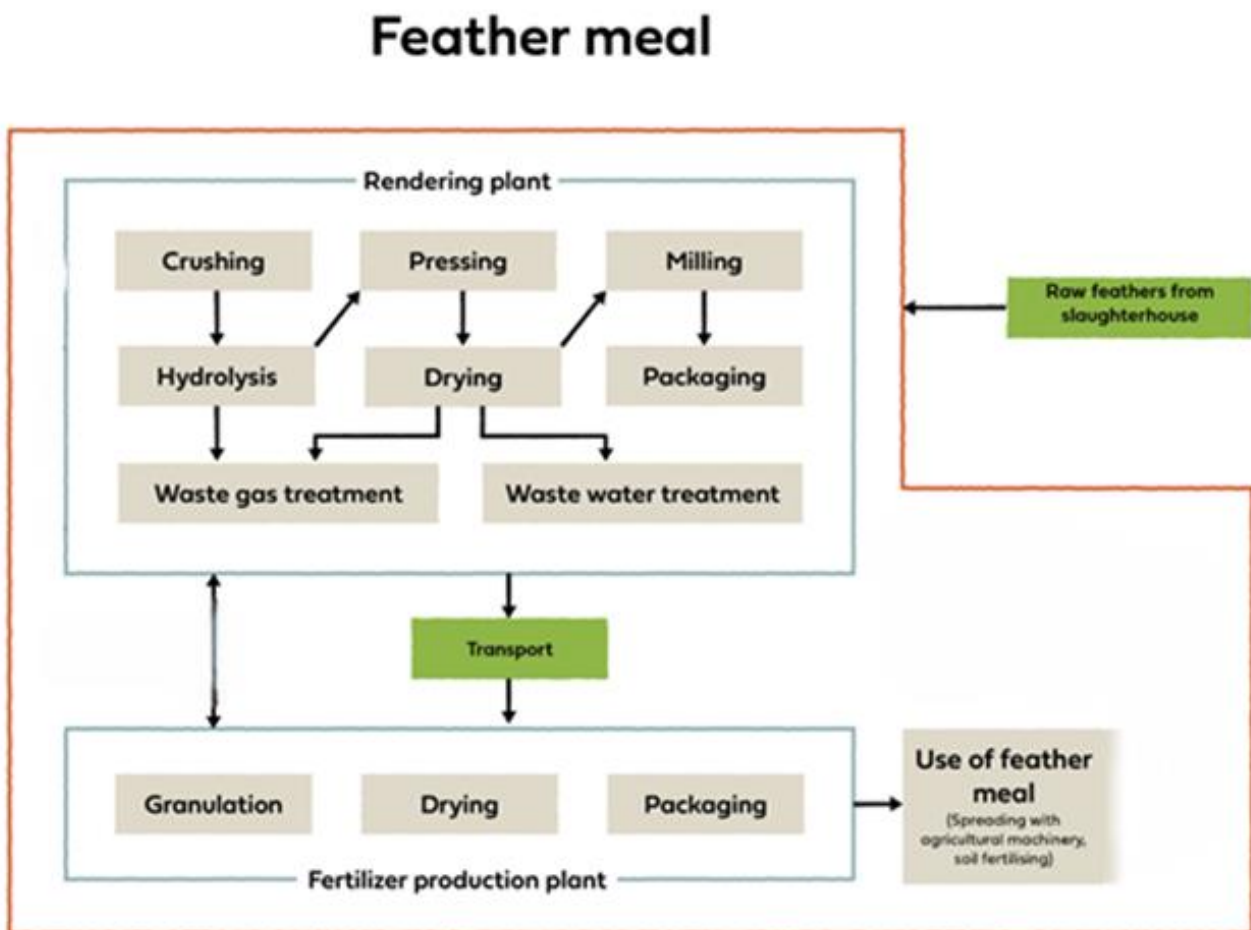 Feather meal
Rendering plant
Crushing
Pressing
Milling
Raw feathers from
slaughterhouse
Hydrolysis
Drying
Packaging
Waste gas treatment
Waste water treatment
Transport
Granulation
Drying
Packaging
Use of feather
meal
(Spreading with
agricultural machinery,
soil fertilising)
Fertilizer production plant